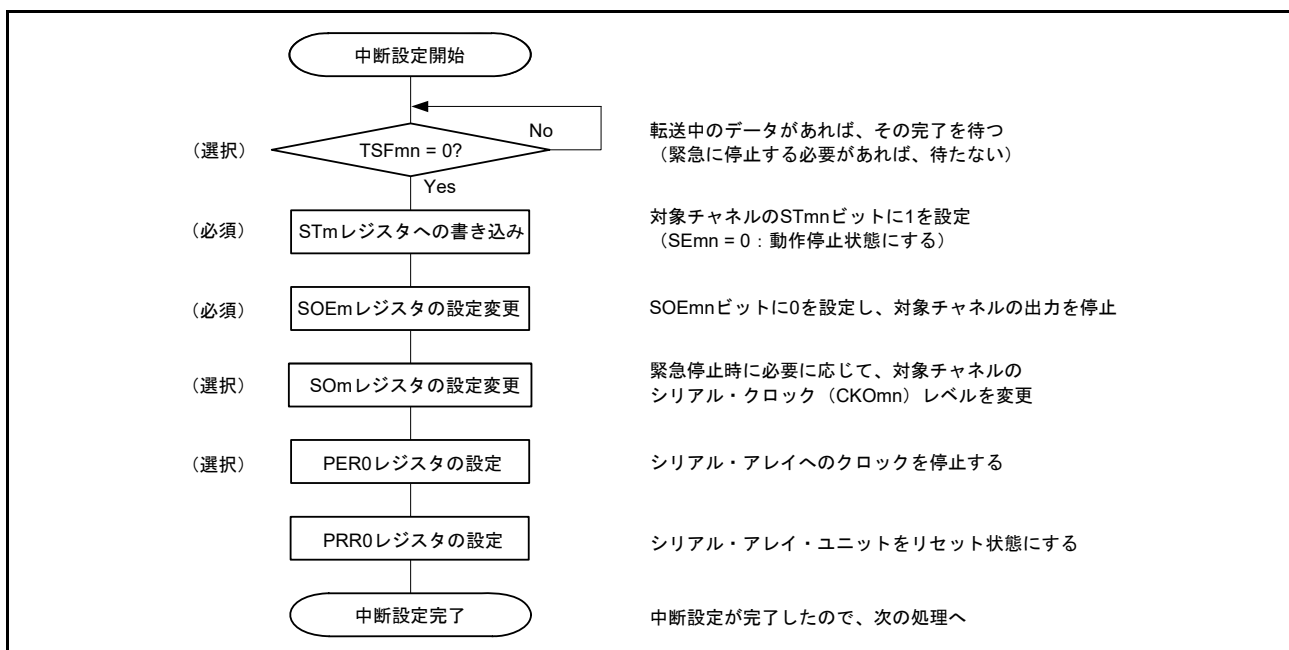 中断設定開始
No
（選択）
TSFmn = 0?
転送中のデータがあれば、その完了を待つ
（緊急に停止する必要があれば、待たない）
Yes
（必須）
STmレジスタへの書き込み
対象チャネルのSTmnビットに1を設定
（SEmn = 0 : 動作停止状態にする）
（必須）
SOEmレジスタの設定変更
SOEmnビットに0を設定し、対象チャネルの出力を停止
（選択）
SOmレジスタの設定変更
緊急停止時に必要に応じて、対象チャネルの
シリアル・クロック（CKOmn）レベルを変更
（選択）
PER0レジスタの設定
シリアル・アレイへのクロックを停止する
PRR0レジスタの設定
シリアル・アレイ・ユニットをリセット状態にする
中断設定完了
中断設定が完了したので、次の処理へ